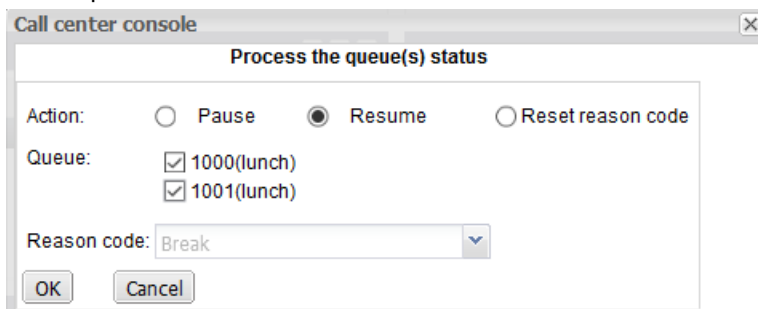 Call center console
Process the queue(s) status
Action: Pause Resume Reset reason code
Queue: 1000(lunch)
1001(lunch)
Reason code: Break
OK Cancel